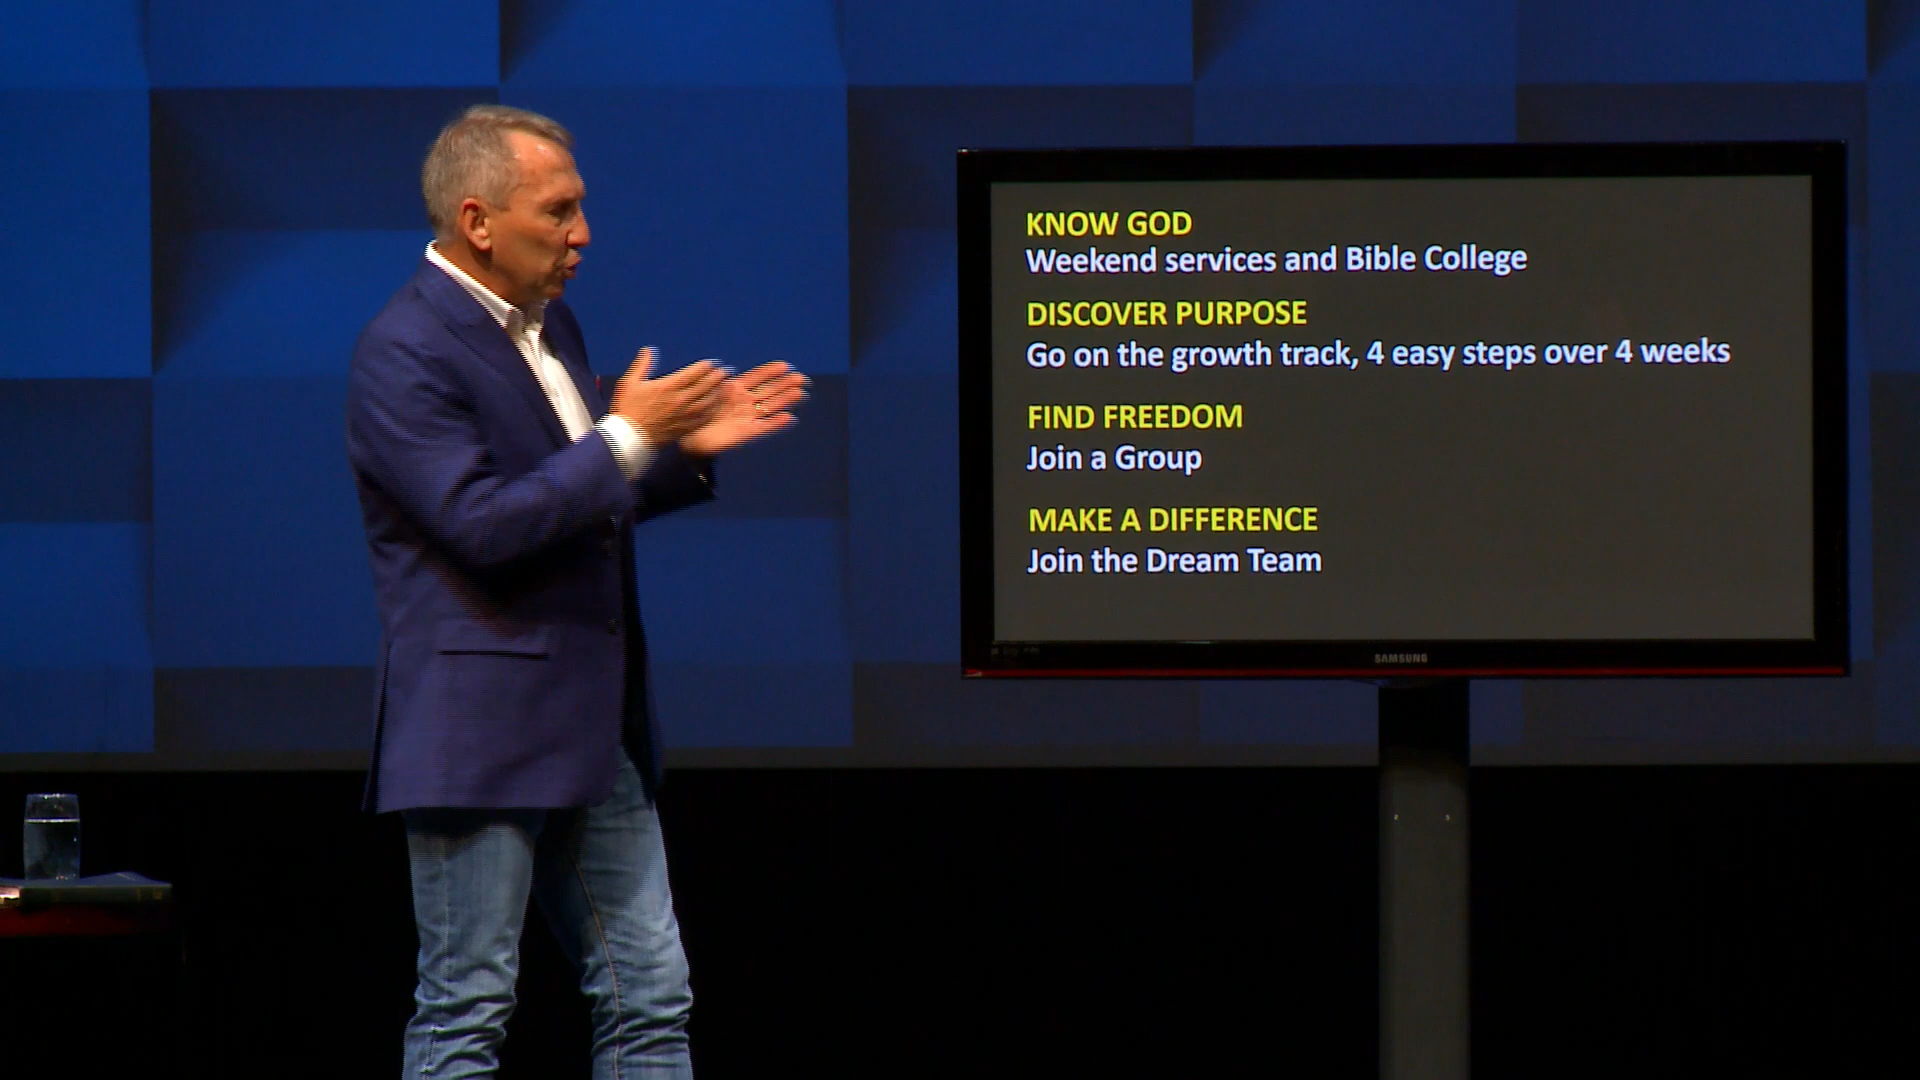 KNOW GOD
Weekend services and Bible College
DISCOVER PURPOSE
Go on the growth track, 4 easy steps over 4 weeks
FIND FREEDOM
Join a Group
MAKE A DIFFERENCE
Join the Dream Team
SAMSUNG